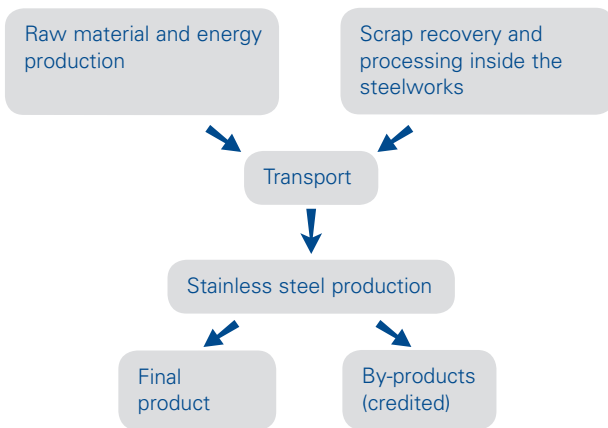 Raw material and energy
production
Scrap recovery and
processing inside the
steelworks
Transport
Stainless steel production
Final
product
By-products
(credited)